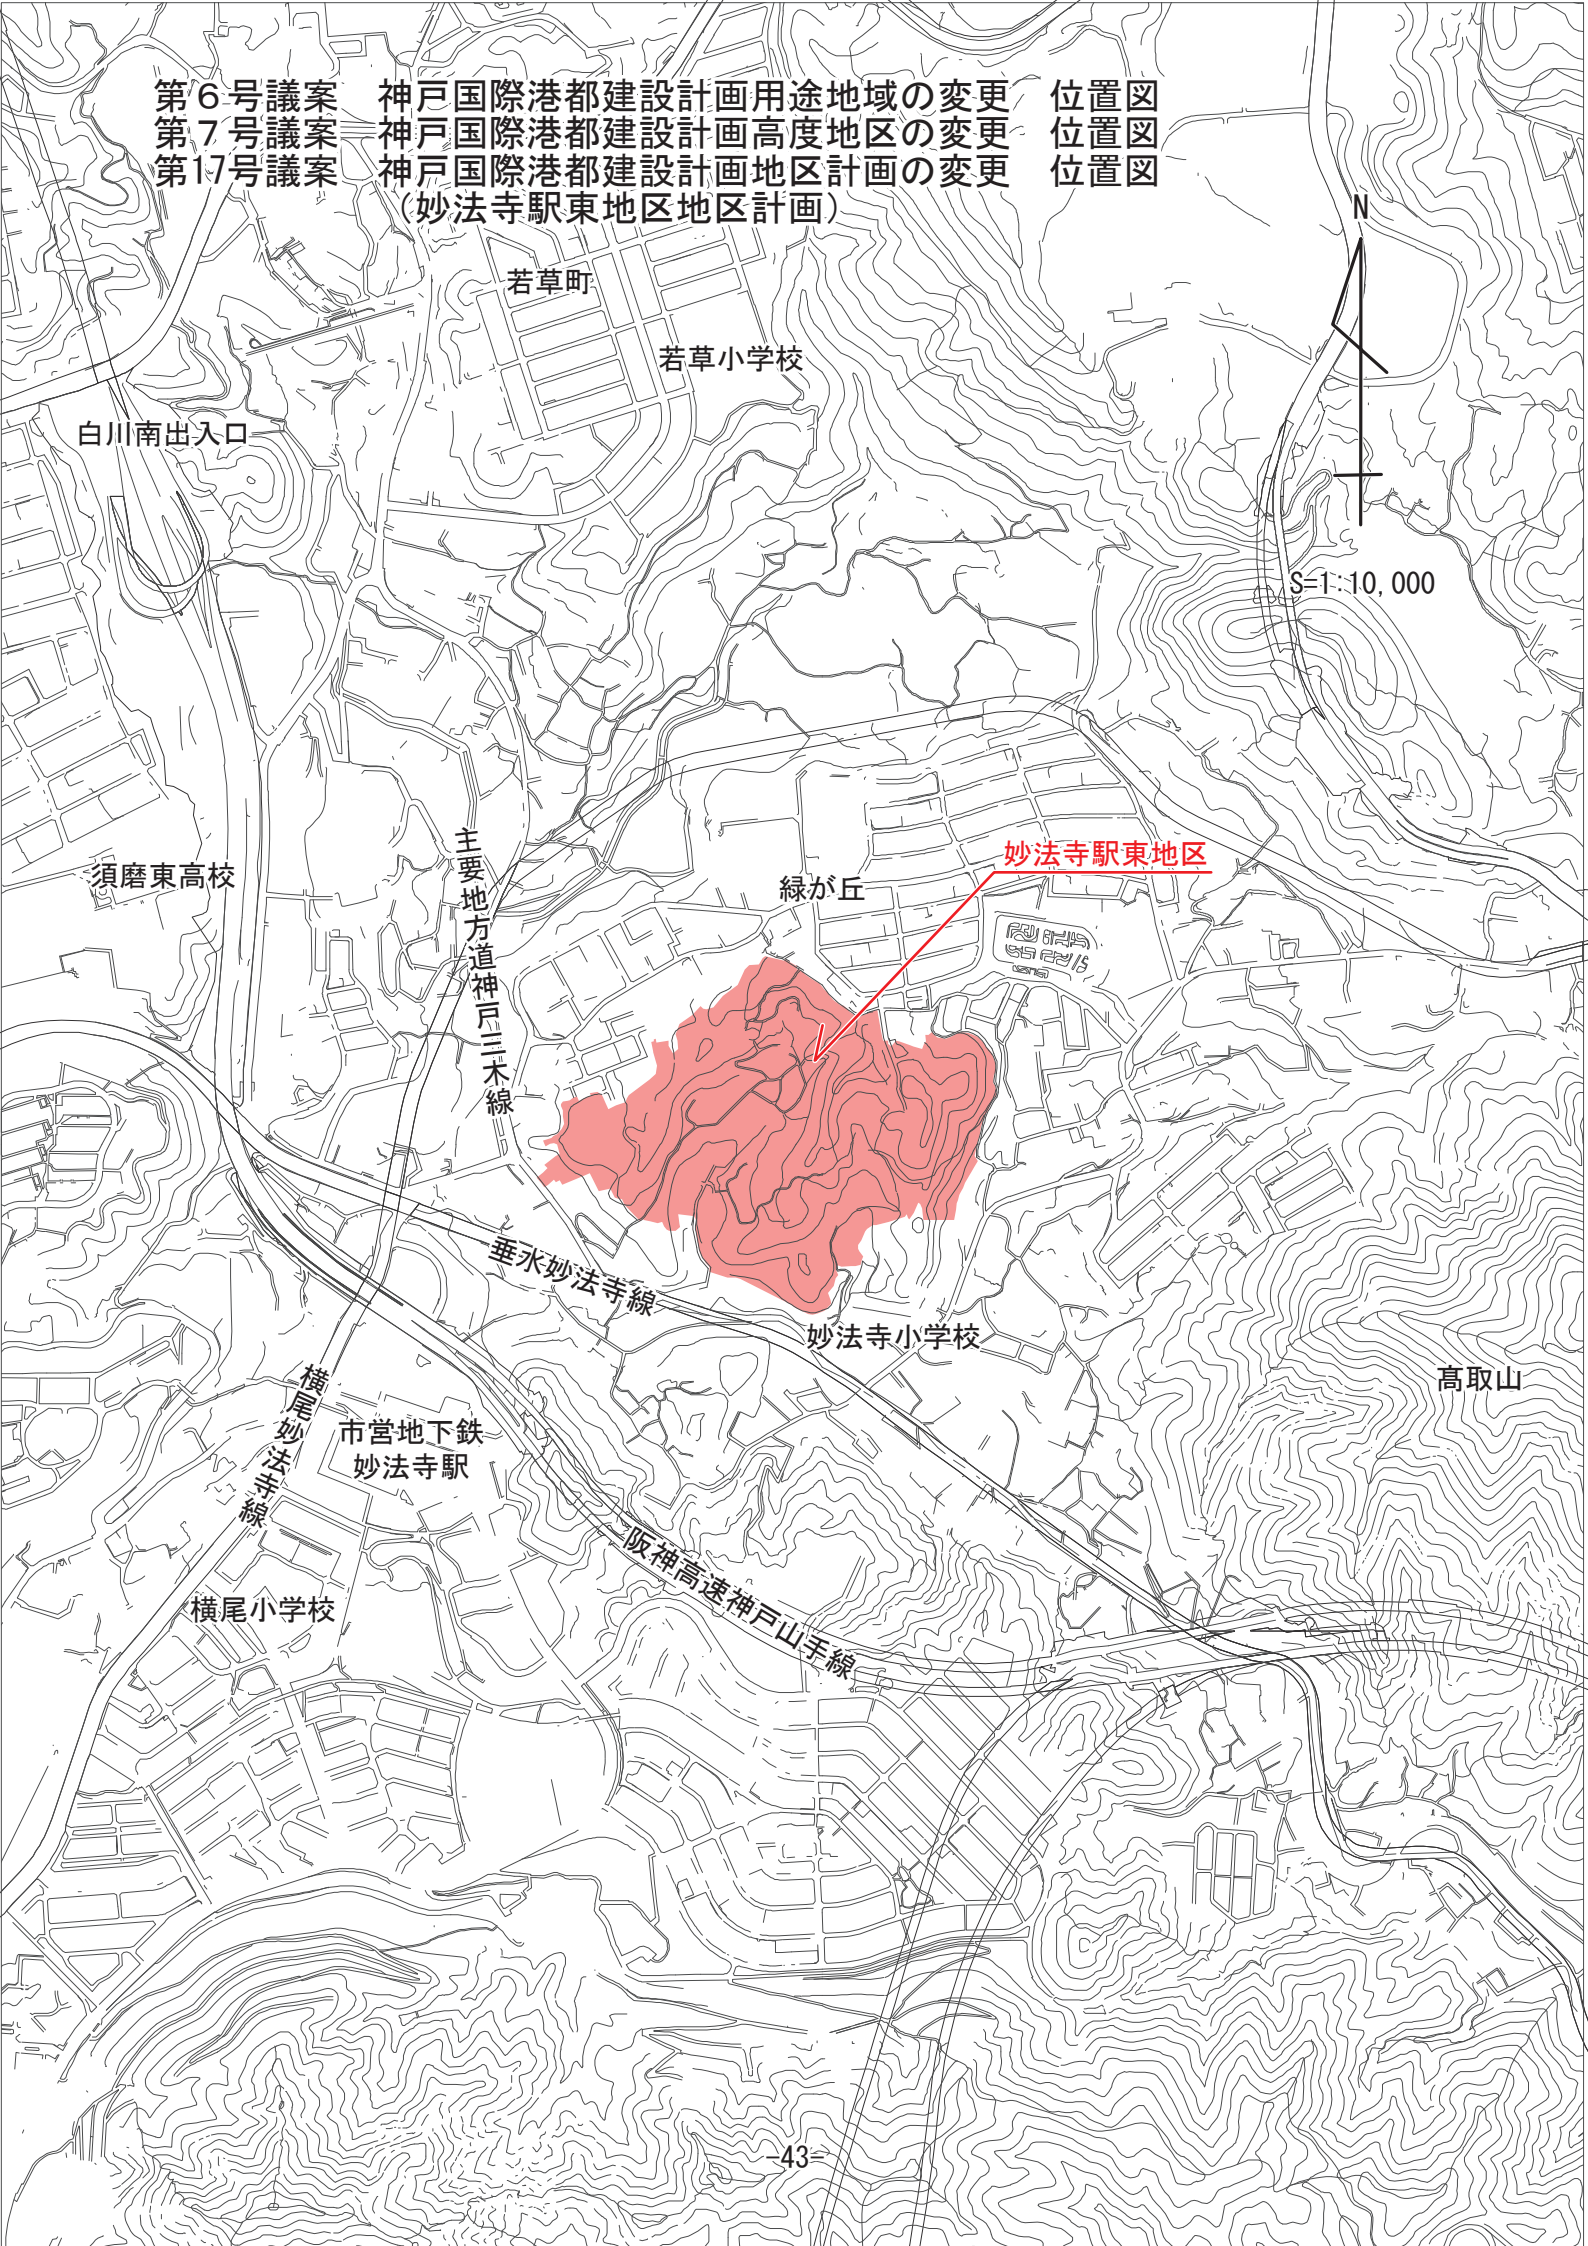 第6号議案　神戸国際港都建設計画用途地域の変更　位置図
第7号議案　神戸国際港都建設計画高度地区の変更　位置図
第17号議案　神戸国際港都建設計画地区計画の変更　位置図
（妙法寺駅東地区地区計画）
N
若草町
若草小学校
白川南出入口
S=1:10,000
主要地方道神戸三木線
妙法寺駅東地区
須磨東高校
緑が丘
垂水妙法寺線
妙法寺小学校
髙取山
横尾妙法寺線
市営地下鉄
妙法寺駅
阪神高速神戸山手線
横尾小学校
-43-